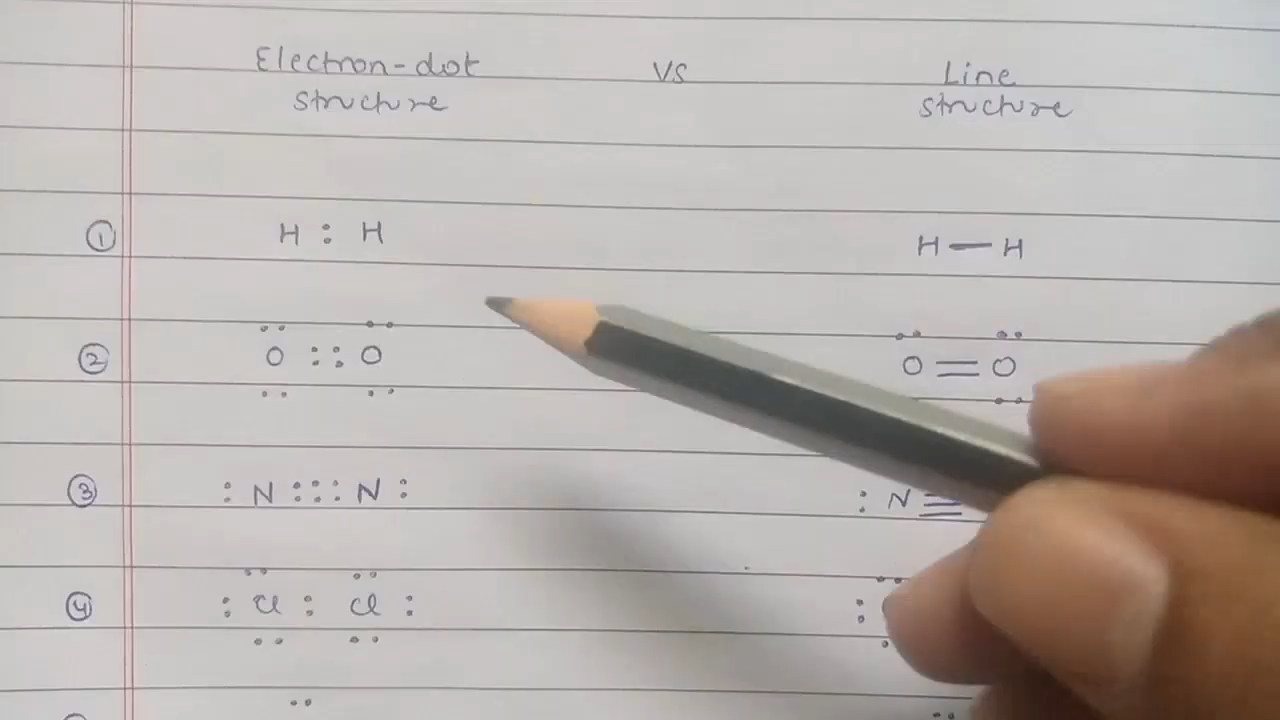 Electron-dot structure VS Line structure
① H : H H — H
② O :: O O = O
③ : N ::: N : : N ≡
④ : Cl : Cl : :